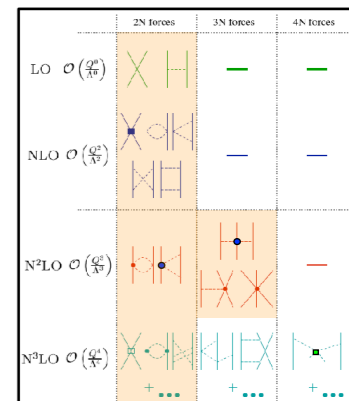 2N forces 3N forces 4N forces
LO 𝒪(Q⁰/Λ⁰)
NLO 𝒪(Q²/Λ²)
N²LO 𝒪(Q³/Λ³)
N³LO 𝒪(Q⁴/Λ⁴)
+ ... + ... + ...